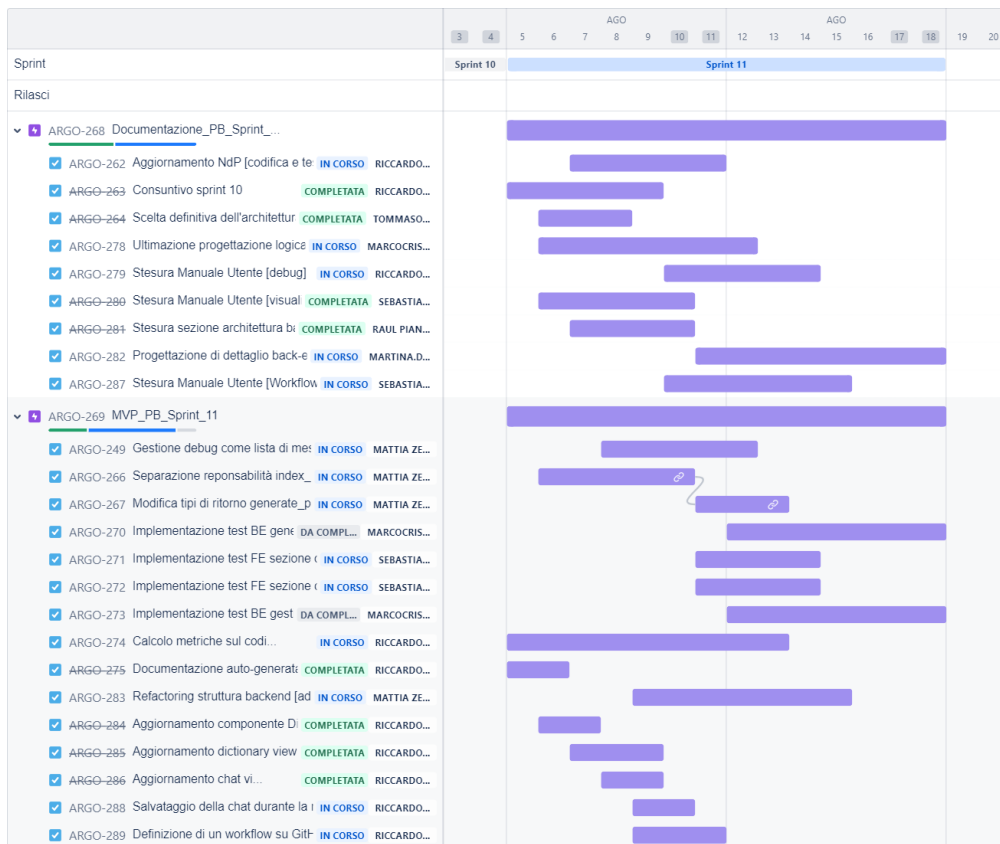 AGO AGO
3 4 5 6 7 8 9 10 11 12 13 14 15 16 17 18 19 20
Sprint Sprint 10 Sprint 11
Rilasci
ARGO-268 Documentazione_PB_Sprint_...
ARGO-262 Aggiornamento NdP [codifica e te IN CORSO RICCARDO...
ARGO-263 Consuntivo sprint 10 COMPLETATA RICCARDO...
ARGO-264 Scelta definitiva dell'architettur COMPLETATA TOMMASO...
ARGO-278 Ultimazione progettazione logica IN CORSO MARCOCRIS...
ARGO-279 Stesura Manuale Utente [debug] IN CORSO RICCARDO...
ARGO-280 Stesura Manuale Utente [visual COMPLETATA SEBASTIA...
ARGO-281 Stesura sezione architettura ba COMPLETATA RAUL PIAN...
ARGO-282 Progettazione di dettaglio back-e IN CORSO MARTINA.D...
ARGO-287 Stesura Manuale Utente [Workflow IN CORSO SEBASTIA...
ARGO-269 MVP_PB_Sprint_11
ARGO-249 Gestione debug come lista di mes IN CORSO MATTIA ZE...
ARGO-266 Separazione reponsabilità index_ IN CORSO MATTIA ZE...
ARGO-267 Modifica tipi di ritorno generate_p IN CORSO MATTIA ZE...
ARGO-270 Implementazione test BE gene DA COMPL... MARCOCRIS...
ARGO-271 Implementazione test FE sezione IN CORSO SEBASTIA...
ARGO-272 Implementazione test FE sezione IN CORSO SEBASTIA...
ARGO-273 Implementazione test BE gest DA COMPL... MARCOCRIS...
ARGO-274 Calcolo metriche sul codi... IN CORSO RICCARDO...
ARGO-275 Documentazione auto-generata COMPLETATA RICCARDO...
ARGO-283 Refactoring struttura backend [ad IN CORSO MATTIA ZE...
ARGO-284 Aggiornamento componente D COMPLETATA RICCARDO...
ARGO-285 Aggiornamento dictionary view COMPLETATA RICCARDO...
ARGO-286 Aggiornamento chat vi... COMPLETATA RICCARDO...
ARGO-288 Salvataggio della chat durante la IN CORSO RICCARDO...
ARGO-289 Definizione di un workflow su GitH IN CORSO RICCARDO...